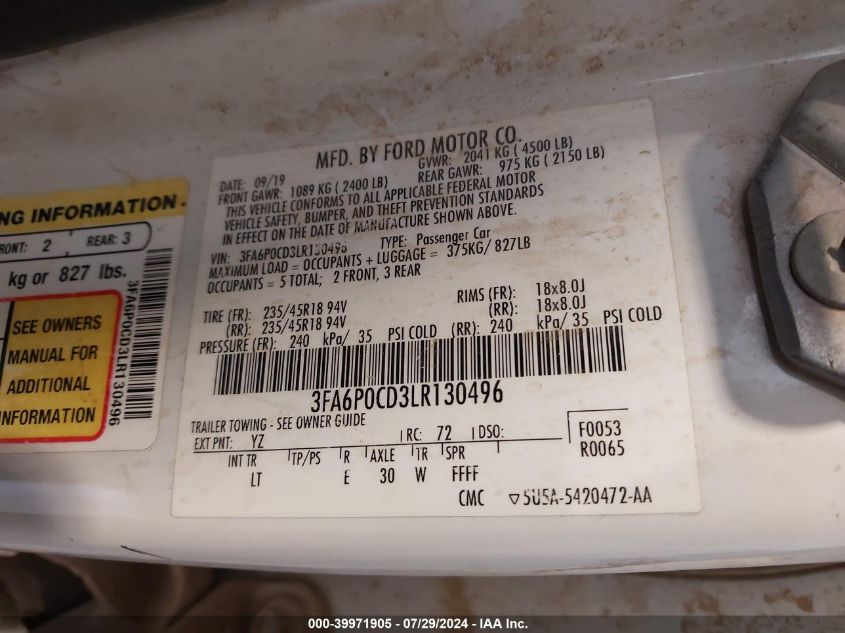 MFD. BY FORD MOTOR CO.
DATE: 09/19 GVWR: 2041 KG ( 4500 LB)
FRONT GAWR: 1089 KG ( 2400 LB) REAR GAWR: 975 KG ( 2150 LB)
THIS VEHICLE CONFORMS TO ALL APPLICABLE FEDERAL MOTOR
VEHICLE SAFETY, BUMPER, AND THEFT PREVENTION STANDARDS
IN EFFECT ON THE DATE OF MANUFACTURE SHOWN ABOVE.
VIN: 3FA6P0CD3LR130496 TYPE: Passenger Car
MAXIMUM LOAD = OCCUPANTS + LUGGAGE = 375KG/ 827LB
OCCUPANTS = 5 TOTAL; 2 FRONT, 3 REAR
TIRE (FR): 235/45R18 94V RIMS (FR): 18x8.0J
(RR): 235/45R18 94V (RR): 18x8.0J
PRESSURE (FR): 240 kPa/ 35 PSI COLD (RR): 240 kPa/ 35 PSI COLD
3FA6P0CD3LR130496
TRAILER TOWING - SEE OWNER GUIDE
EXT PNT: YZ RC: 72 DSO: F0053
R0065
INT TR TP/PS R AXLE TR SPR
LT E 30 W FFFF
CMC 5U5A-5420472-AA
NG INFORMATION
RONT: 2 REAR: 3
kg or 827 lbs.
SEE OWNERS
MANUAL FOR
ADDITIONAL
INFORMATION
3FA6P0CD3LR130496
000-39971905 / 07/29/2024 - © IAA Inc.